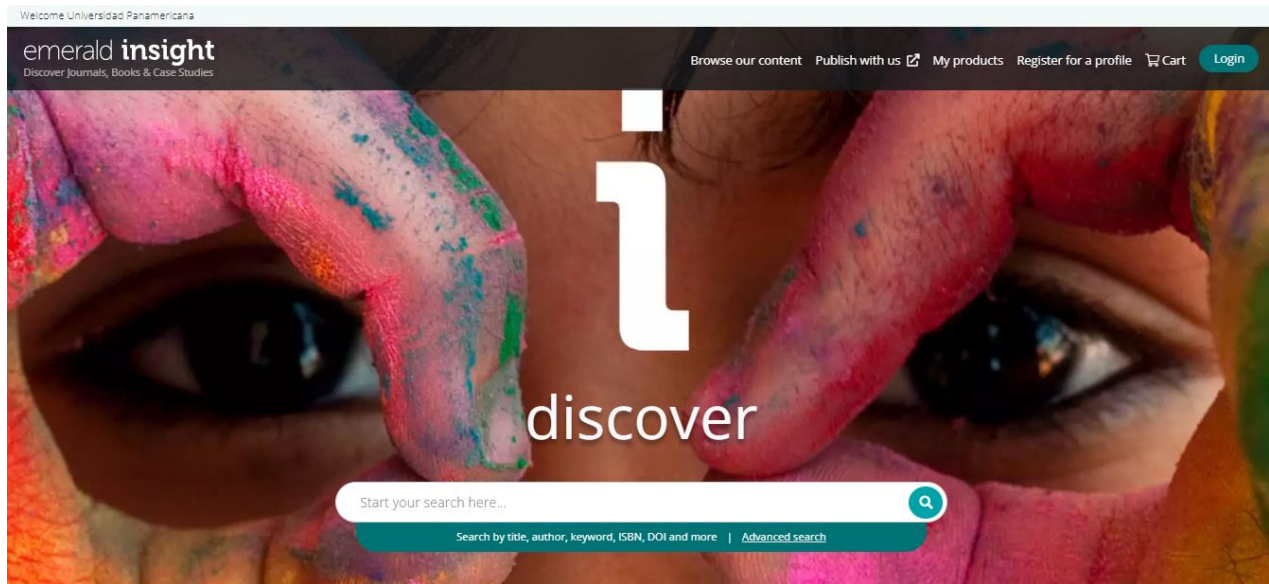 Welcome Universidad Panamericana
emerald insight
Discover Journals, Books & Case Studies
Browse our content Publish with us My products Register for a profile Cart Login
i
discover
Start your search here...
Search by title, author, keyword, ISBN, DOI and more | Advanced search